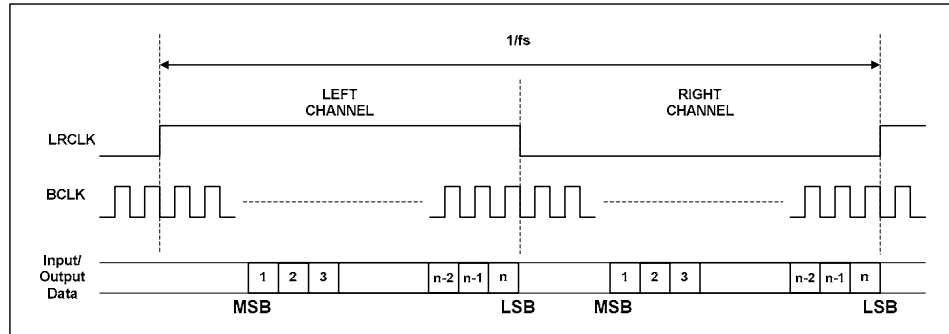 1/fs
LEFT
CHANNEL
RIGHT
CHANNEL
LRCLK
BCLK
Input/
Output
Data
1 2 3 n-2 n-1 n 1 2 3 n-2 n-1 n
MSB LSB MSB LSB